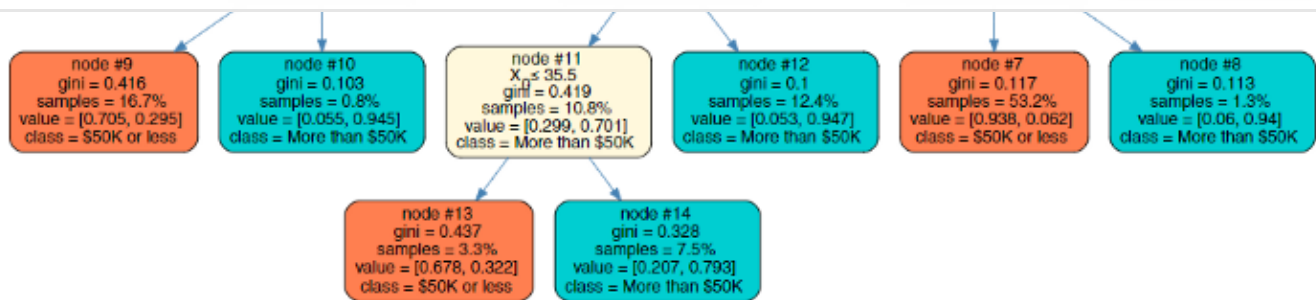 node #9
gini = 0.416
samples = 16.7%
value = [0.705, 0.295]
class = $50K or less
node #10
gini = 0.103
samples = 0.8%
value = [0.055, 0.945]
class = More than $50K
node #11
≤ 35.5
gini = 0.419
samples = 10.8%
value = [0.299, 0.701]
class = More than $50K
node #12
gini = 0.1
samples = 12.4%
value = [0.053, 0.947]
class = More than $50K
node #7
gini = 0.117
samples = 53.2%
value = [0.938, 0.062]
class = $50K or less
node #8
gini = 0.113
samples = 1.3%
value = [0.06, 0.94]
class = More than $50K
node #13
gini = 0.437
samples = 3.3%
value = [0.678, 0.322]
class = $50K or less
node #14
gini = 0.328
samples = 7.5%
value = [0.207, 0.793]
class = More than $50K